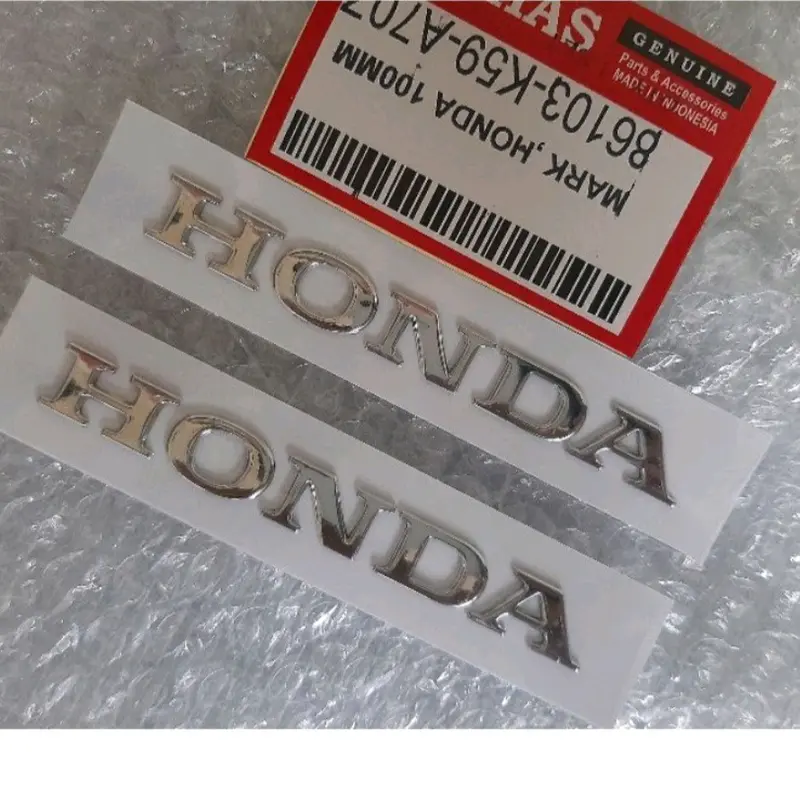 GENUINE
Parts & Accessories
MADE IN INDONESIA
86103-K59-A70
MARK, HONDA 100MM
HONDA
HONDA